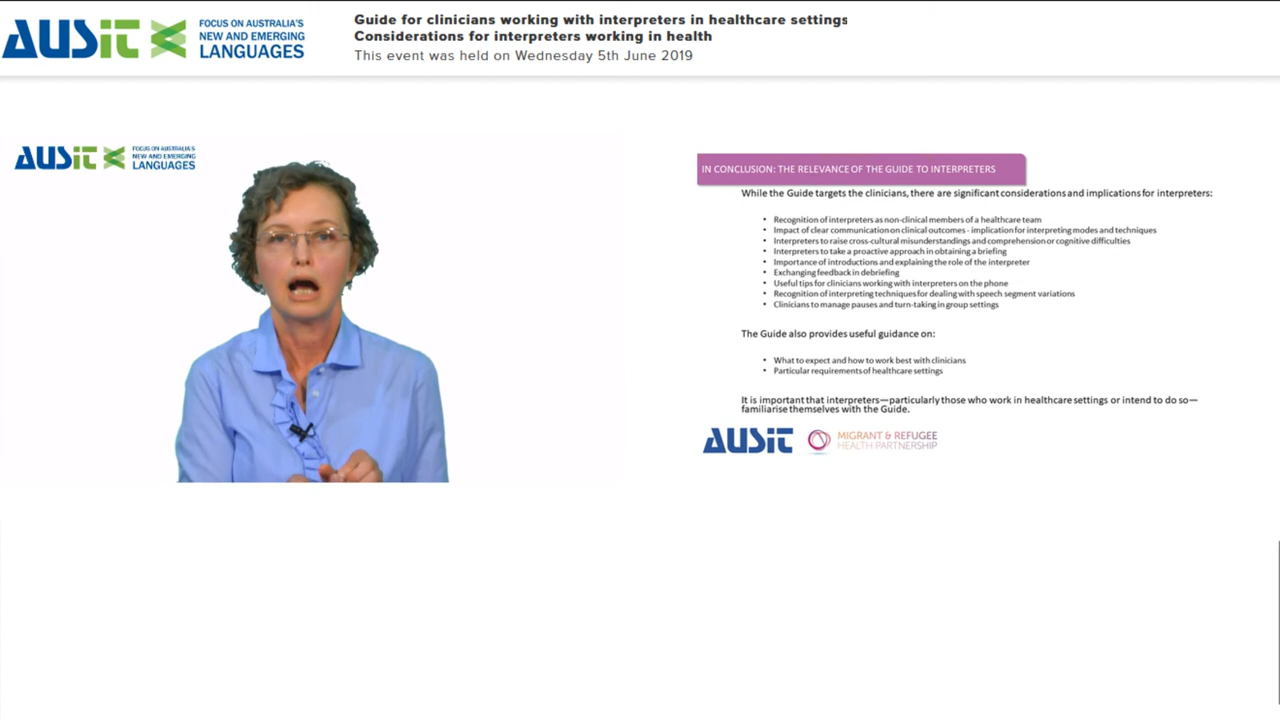 AUSiT
FOCUS ON AUSTRALIA'S
NEW AND EMERGING
LANGUAGES
Guide for clinicians working with interpreters in healthcare settings
Considerations for interpreters working in health
This event was held on Wednesday 5th June 2019
AUSiT
FOCUS ON AUSTRALIA'S
NEW AND EMERGING
LANGUAGES
IN CONCLUSION: THE RELEVANCE OF THE GUIDE TO INTERPRETERS
While the Guide targets the clinicians, there are significant considerations and implications for interpreters:
• Recognition of interpreters as non-clinical members of a healthcare team
• Impact of clear communication on clinical outcomes - implication for interpreting modes and techniques
• Interpreters to raise cross-cultural misunderstandings and comprehension or cognitive difficulties
• Interpreters to take a proactive approach in obtaining a briefing
• Importance of introductions and explaining the role of the interpreter
• Exchanging feedback in debriefing
• Useful tips for clinicians working with interpreters on the phone
• Recognition of interpreting techniques for dealing with speech segment variations
• Clinicians to manage pauses and turn-taking in group settings
The Guide also provides useful guidance on:
• What to expect and how to work best with clinicians
• Particular requirements of healthcare settings
It is important that interpreters—particularly those who work in healthcare settings or intend to do so—
familiarise themselves with the Guide.
AUSiT
MIGRANT & REFUGEE
HEALTH PARTNERSHIP